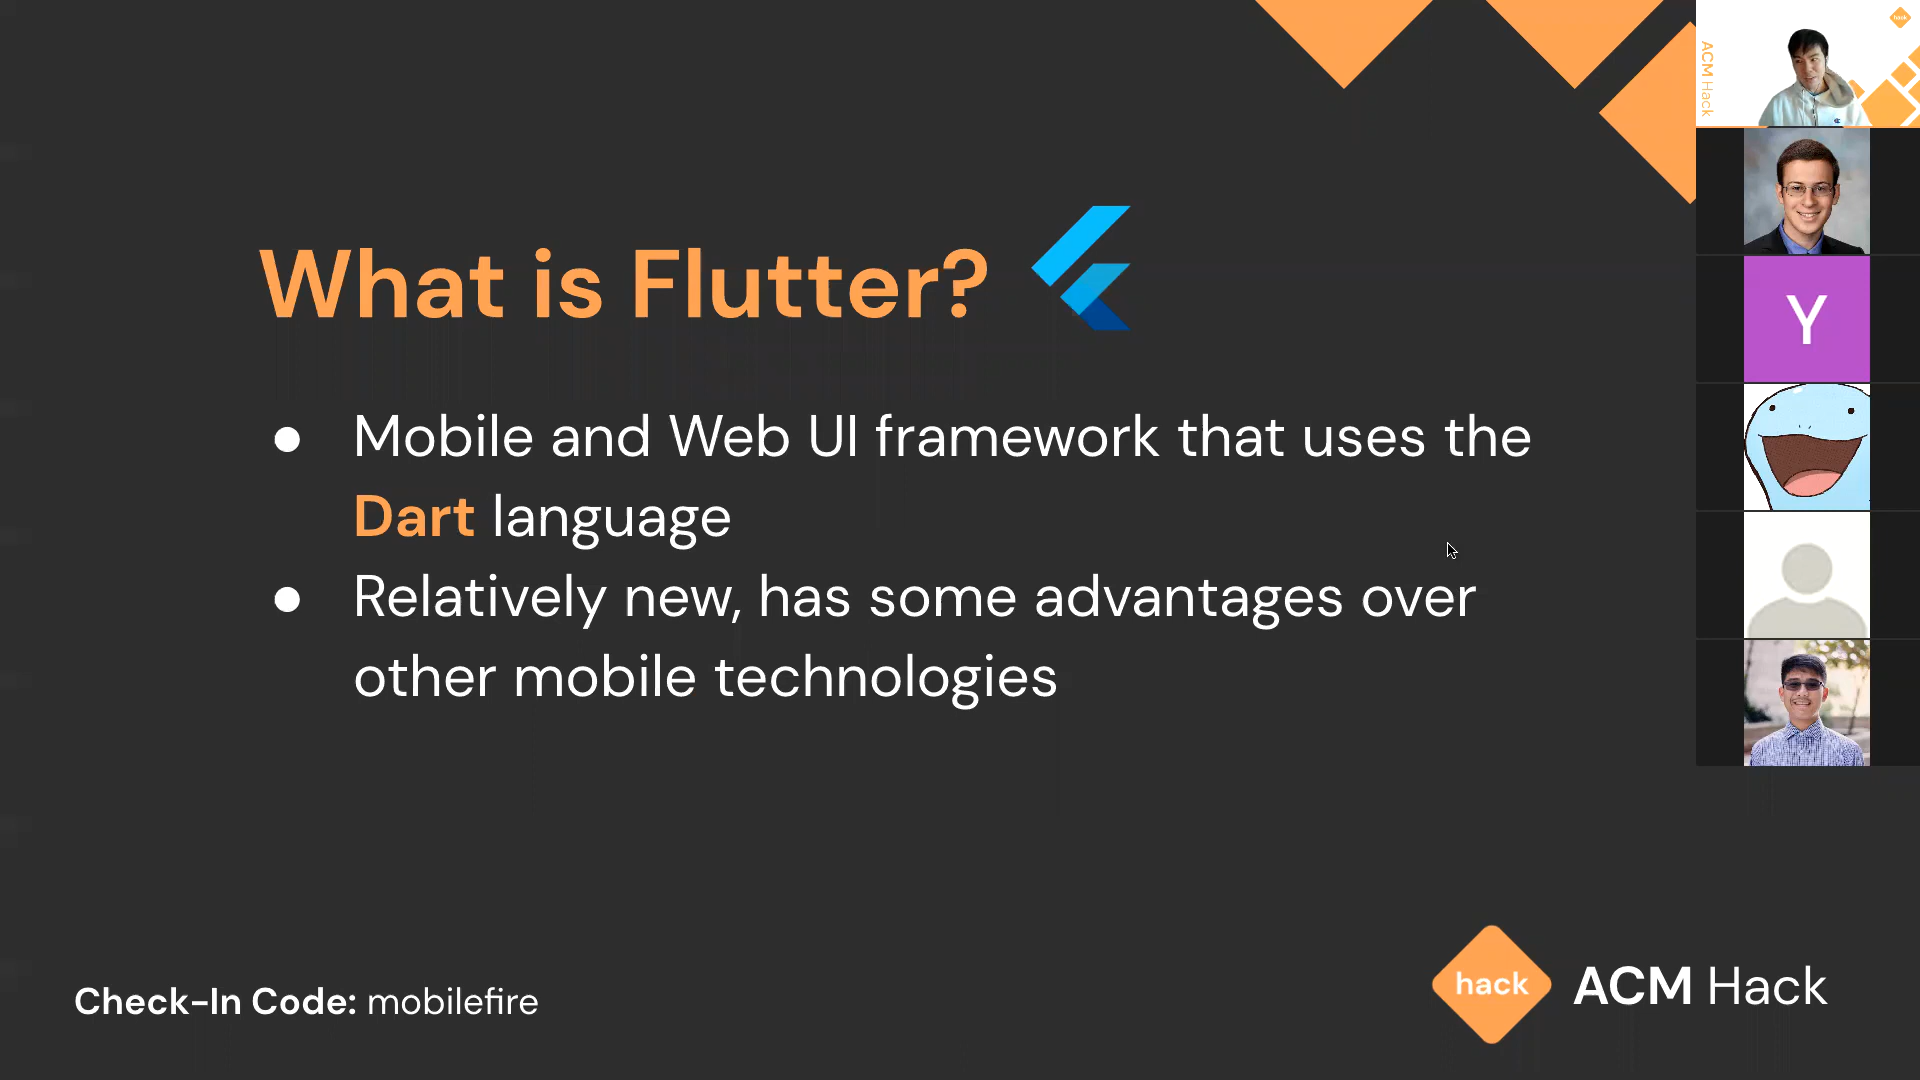 What is Flutter?
● Mobile and Web UI framework that uses the
Dart language
● Relatively new, has some advantages over
other mobile technologies
Check-In Code: mobilefire
hack
ACM Hack
ACM Hack
hack
Y